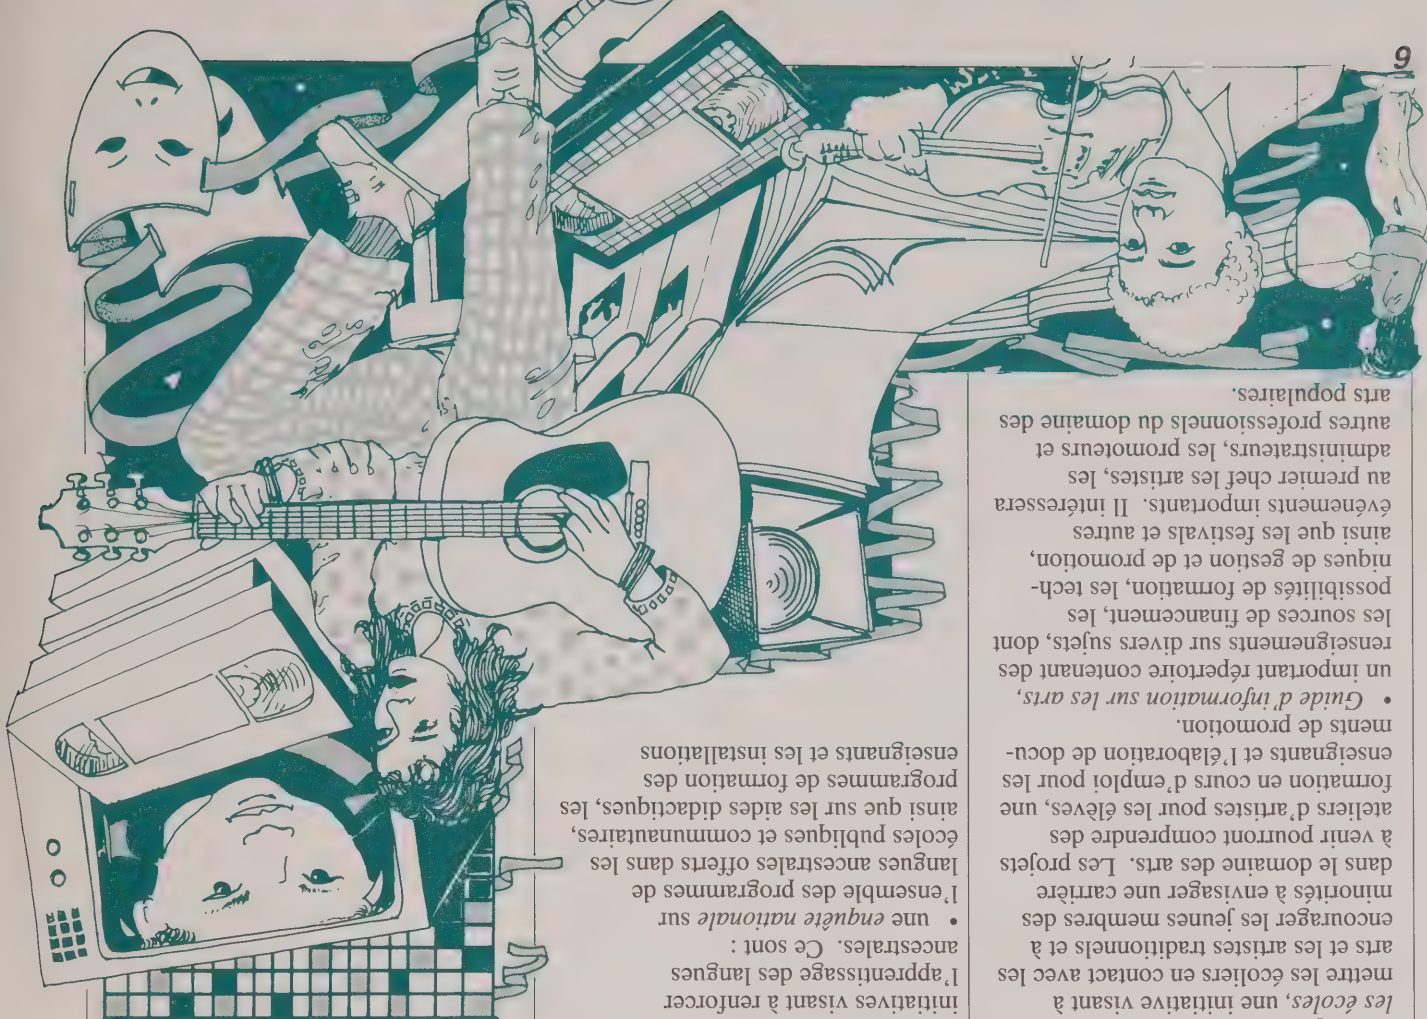 les écoles, une initiative visant à
mettre les écoliers en contact avec les
arts et les artistes traditionnels et à
encourager les jeunes membres des
minorités à envisager une carrière
dans le domaine des arts. Les projets
à venir pourront comprendre des
ateliers d'artistes pour les élèves, une
formation en cours d'emploi pour les
enseignants et l'élaboration de docu-
ments de promotion.
• Guide d'information sur les arts,
un important répertoire contenant des
renseignements sur divers sujets, dont
les sources de financement, les
possibilités de formation, les tech-
niques de gestion et de promotion,
ainsi que les festivals et autres
événements importants. Il intéressera
au premier chef les artistes, les
administrateurs, les promoteurs et
autres professionnels du domaine des
arts populaires.
initiatives visant à renforcer
l'apprentissage des langues
ancestrales. Ce sont :
• une enquête nationale sur
l'ensemble des programmes de
langues ancestrales offerts dans les
écoles publiques et communautaires,
ainsi que sur les aides didactiques, les
programmes de formation des
enseignants et les installations
6